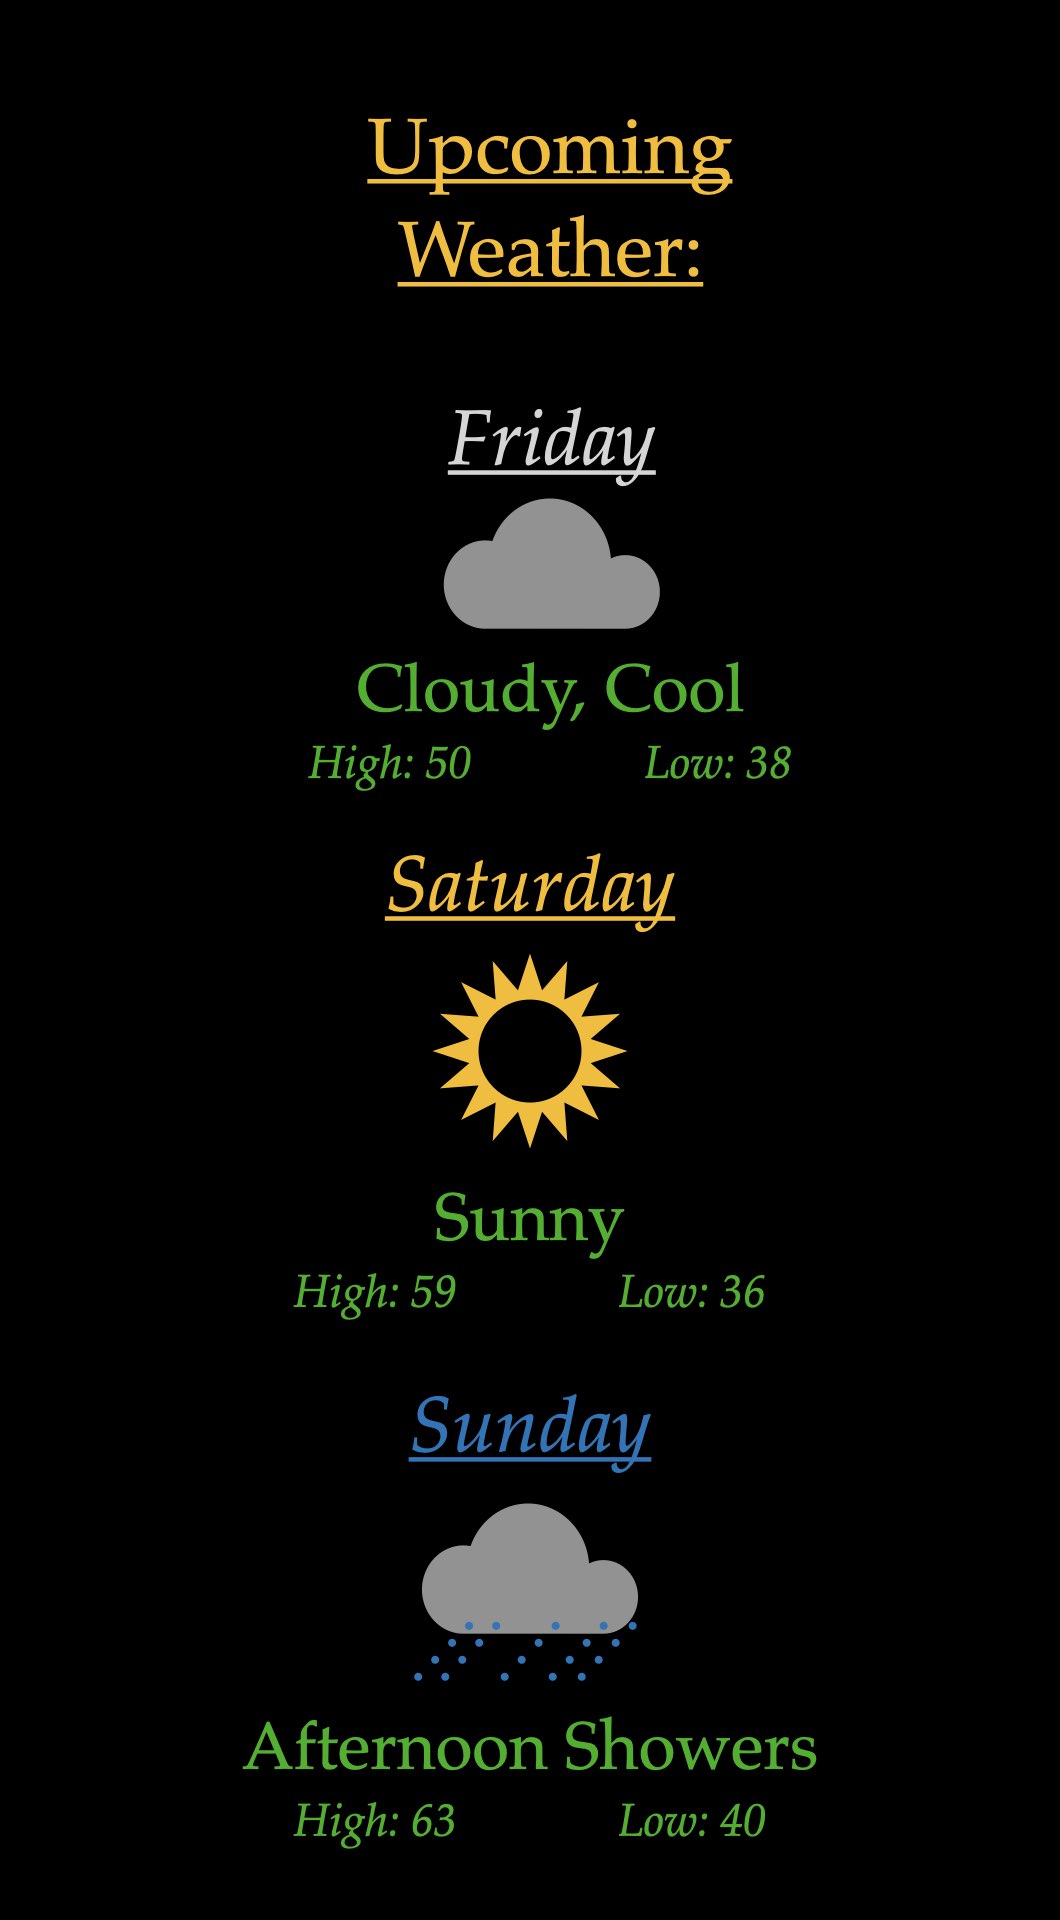 Upcoming
Weather:
Friday
Cloudy, Cool
High: 50 Low: 38
Saturday
Sunny
High: 59 Low: 36
Sunday
Afternoon Showers
High: 63 Low: 40